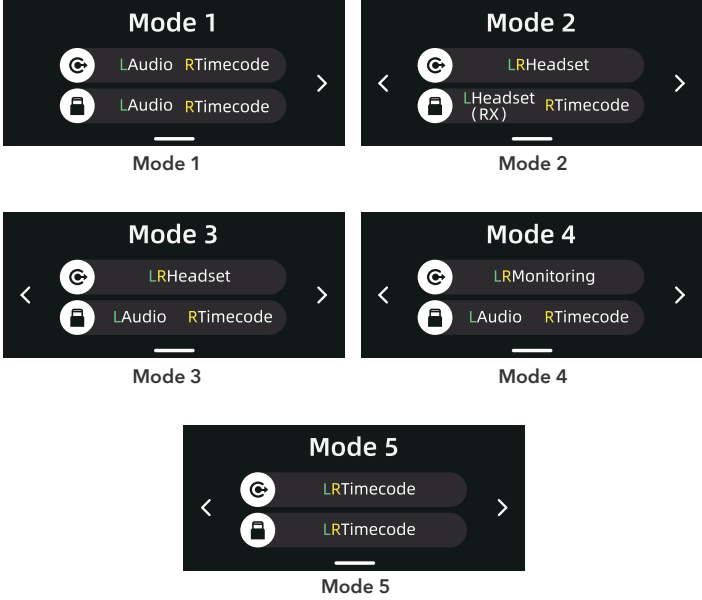 Mode 1
LAudio RTimecode
LAudio RTimecode
Mode 1
Mode 2
LRHeadset
LHeadset (RX) RTimecode
Mode 2
Mode 3
LRHeadset
LAudio RTimecode
Mode 3
Mode 4
LRMonitoring
LAudio RTimecode
Mode 4
Mode 5
LRTimecode
LRTimecode
Mode 5